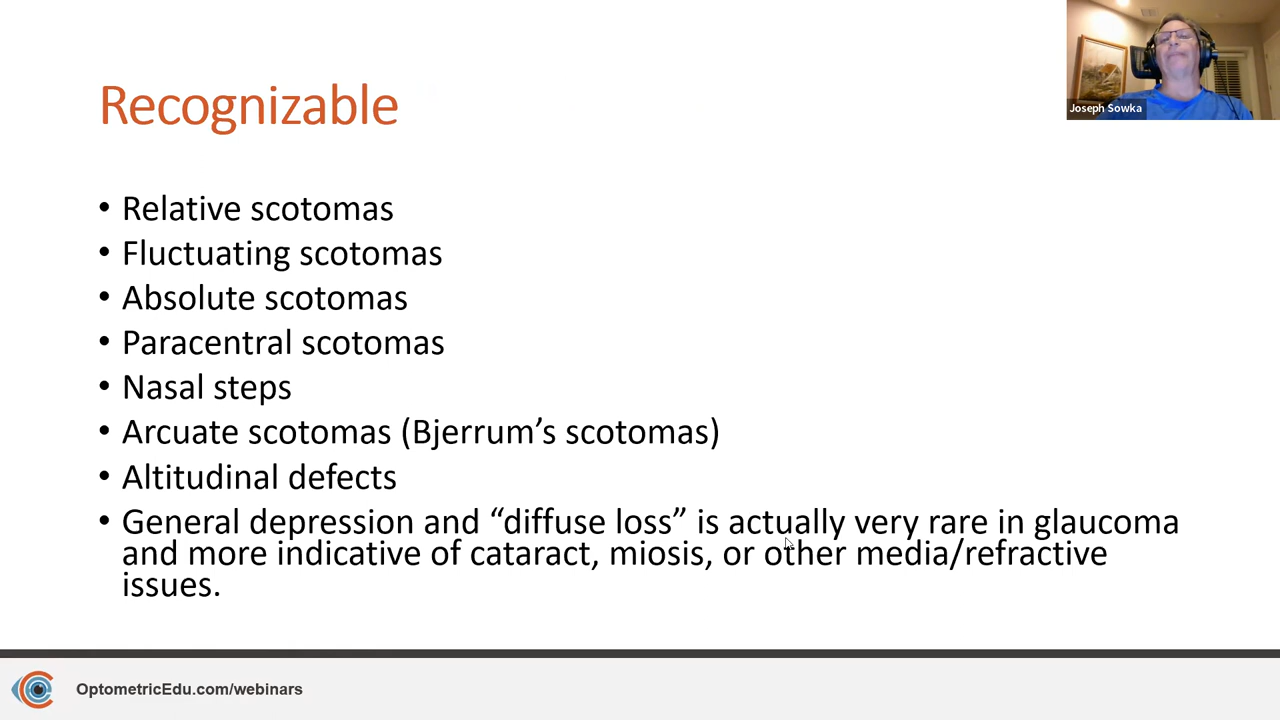 Recognizable
Joseph Sowka
• Relative scotomas
• Fluctuating scotomas
• Absolute scotomas
• Paracentral scotomas
• Nasal steps
• Arcuate scotomas (Bjerrum’s scotomas)
• Altitudinal defects
• General depression and “diffuse loss” is actually very rare in glaucoma
and more indicative of cataract, miosis, or other media/refractive
issues.
OptometricEdu.com/webinars